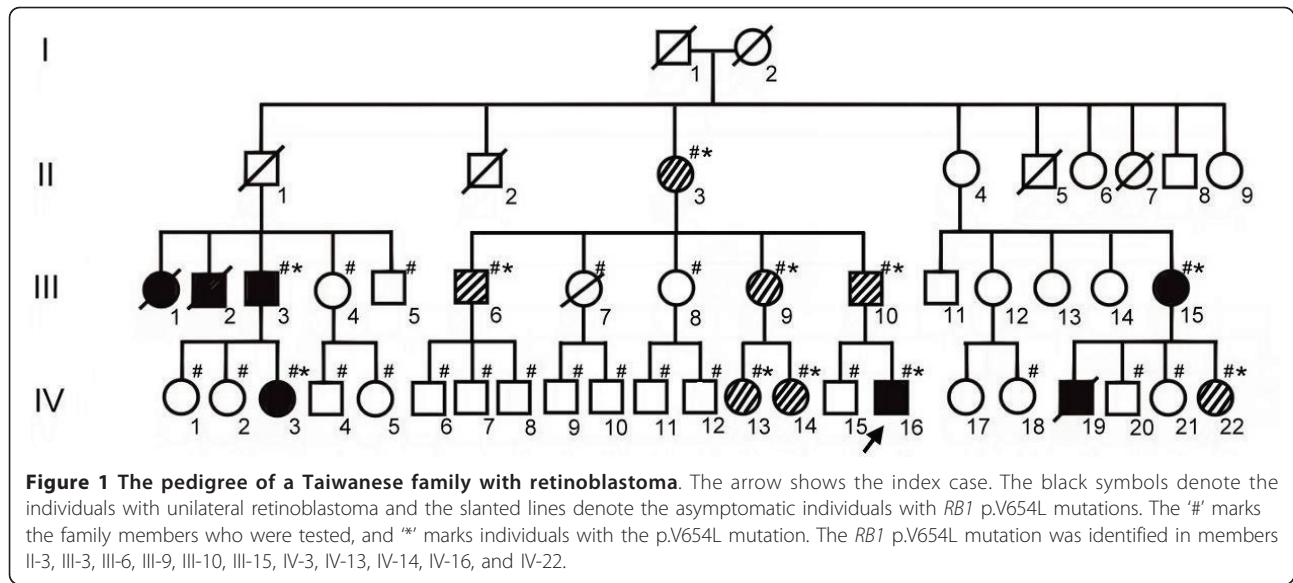 I
1 2
II
#*
1 2 3 4 5 6 7 8 9
III
#* # # #* # # #* #* #*
1 2 3 4 5 6 7 8 9 10 11 12 13 14 15
IV
# # #* # # # # # # # # # #* #* # #* # # # #*
1 2 3 4 5 6 7 8 9 10 11 12 13 14 15 16 17 18 19 20 21 22
Figure 1 The pedigree of a Taiwanese family with retinoblastoma. The arrow shows the index case. The black symbols denote the
individuals with unilateral retinoblastoma and the slanted lines denote the asymptomatic individuals with RB1 p.V654L mutations. The '#' marks
the family members who were tested, and '*' marks individuals with the p.V654L mutation. The RB1 p.V654L mutation was identified in members
II-3, III-3, III-6, III-9, III-10, III-15, IV-3, IV-13, IV-14, IV-16, and IV-22.